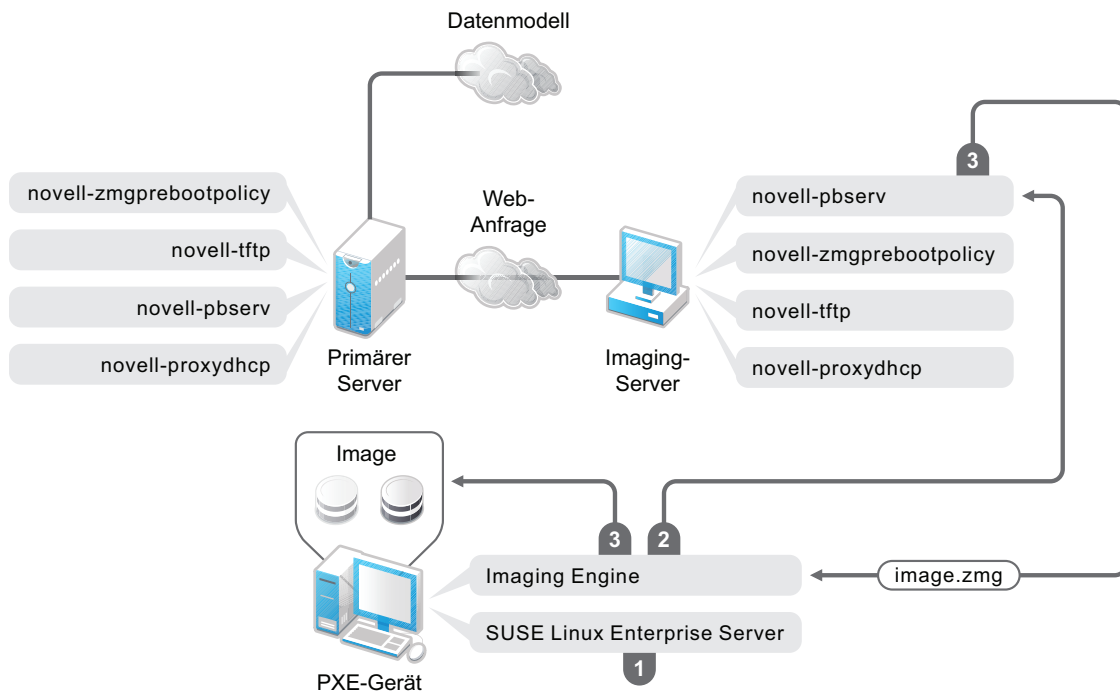 Datenmodell
3
novell-zmgprebootpolicy
novell-tftp
novell-pbserv
novell-proxydhcp
Web-
Anfrage
novell-pbserv
novell-zmgprebootpolicy
novell-tftp
novell-proxydhcp
Primärer
Server
Imaging-
Server
Image
3
2
Imaging Engine
image.zmg
SUSE Linux Enterprise Server
1
PXE-Gerät